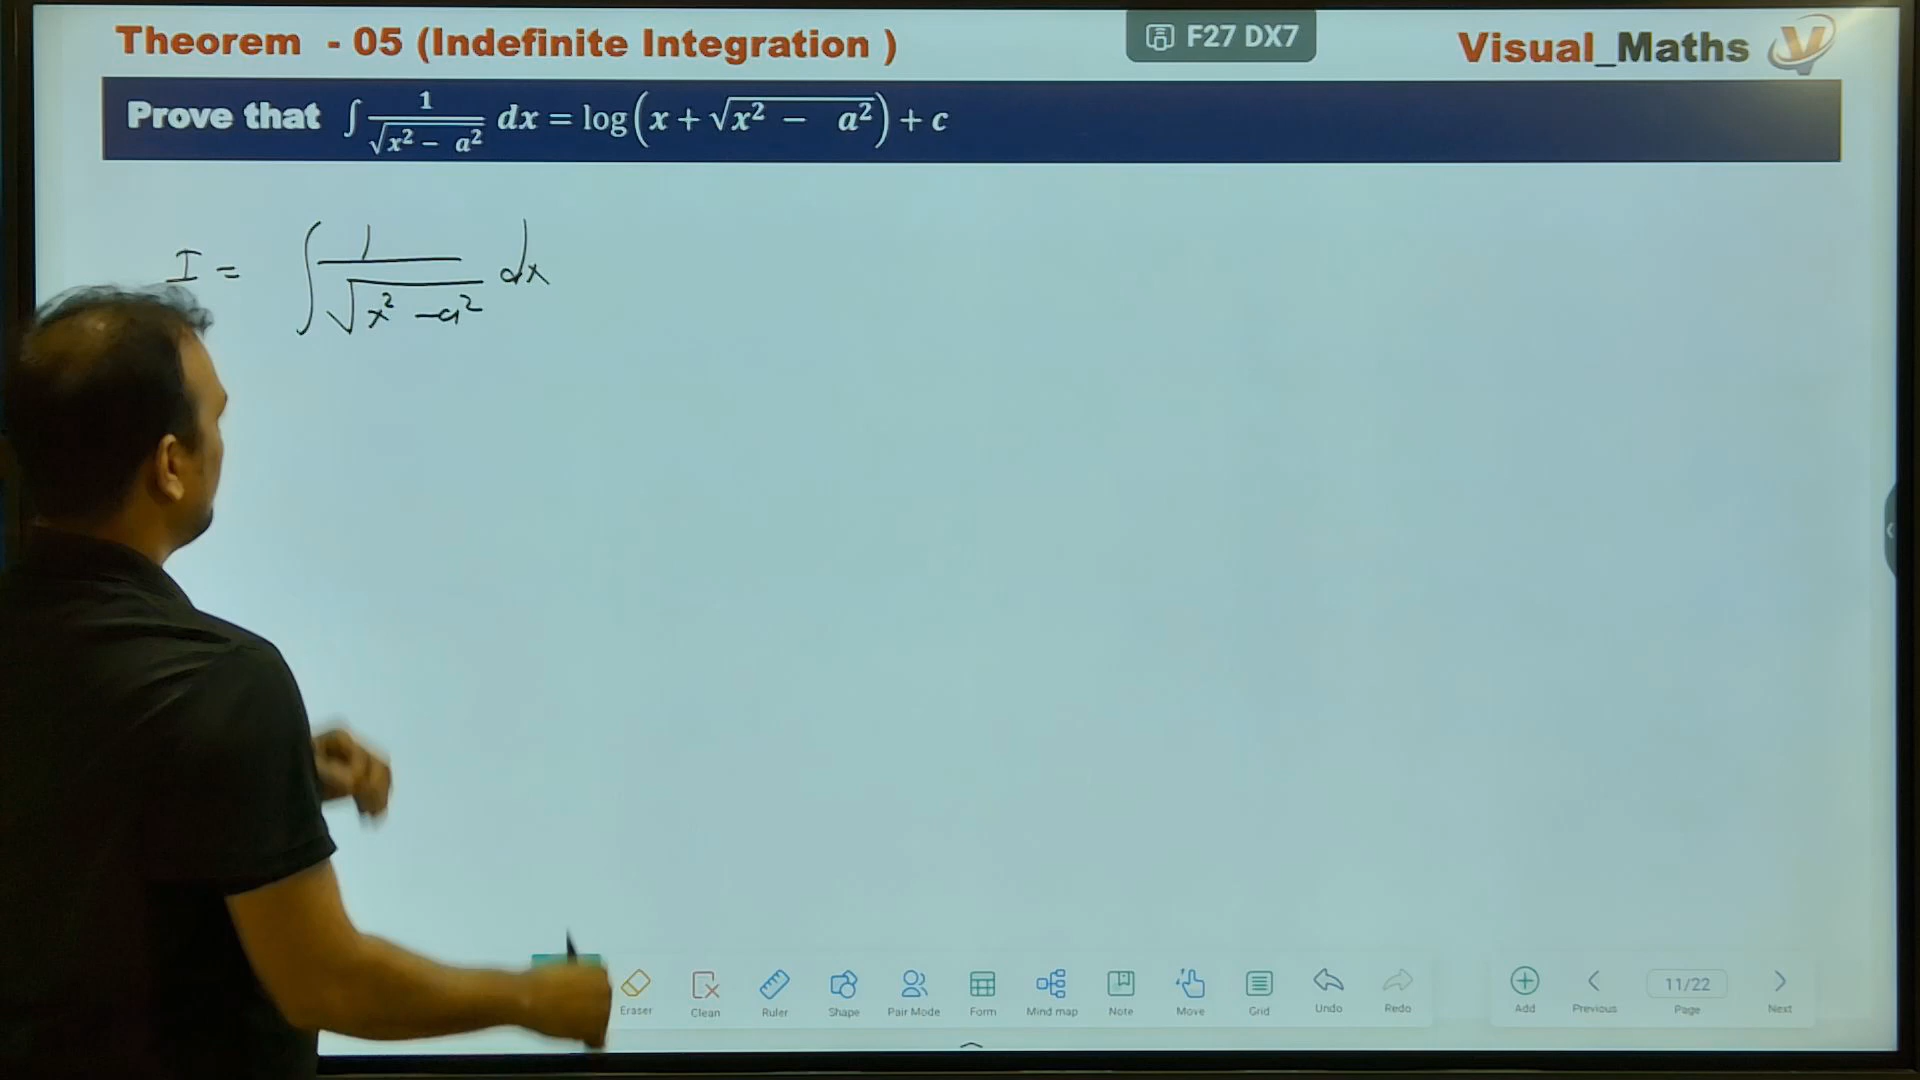 Theorem - 05 (Indefinite Integration )
F27 DX7
Visual_Maths
Prove that ∫ 1/√(x² - a²) dx = log(x + √(x² - a²)) + c
I = ∫ 1/√(x² - a²) dx
Eraser Clean Ruler Shape Pair Mode Form Mind map Note Move Grid Undo Redo Add Previous 11/22 Page Next